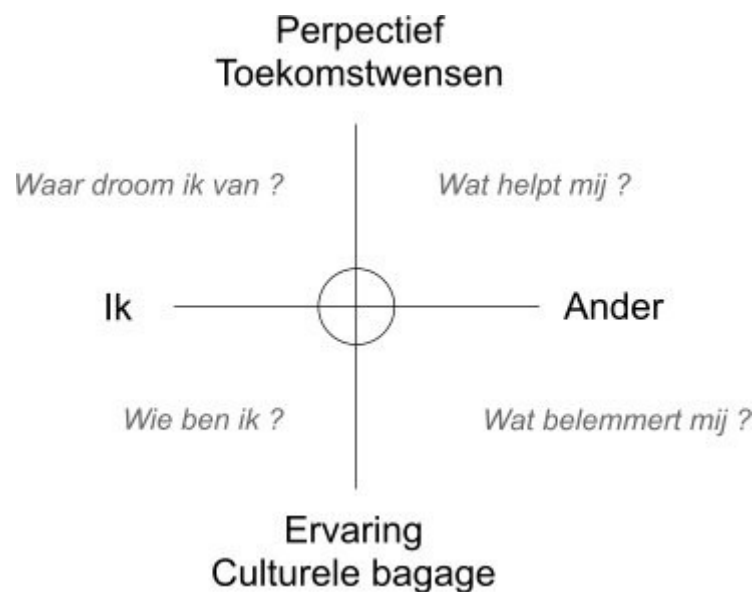 Perpectief
Toekomstwensen
Waar droom ik van ?
Wat helpt mij ?
Ik
Ander
Wie ben ik ?
Wat belemmert mij ?
Ervaring
Culturele bagage